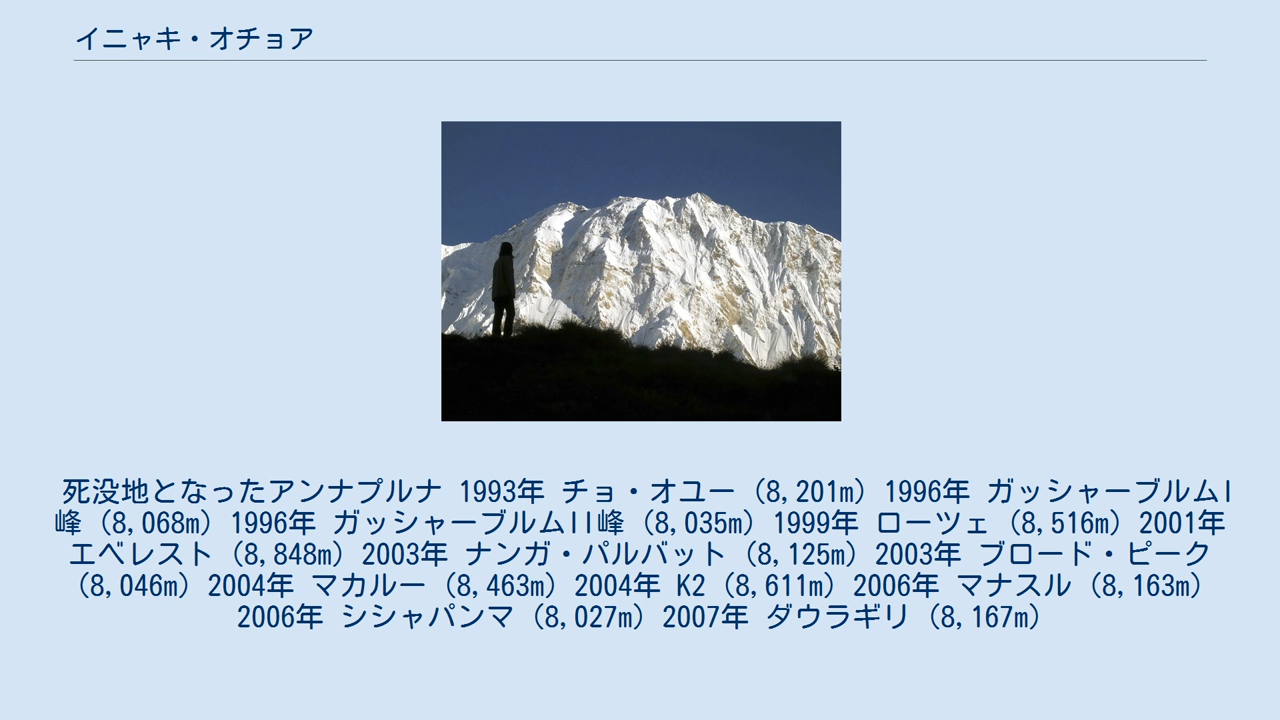 イニャキ・オチョア
死没地となったアンナプルナ 1993年 チョ・オユー（8,201m）1996年 ガッシャーブルムI
峰（8,068m）1996年 ガッシャーブルムII峰（8,035m）1999年 ローツェ（8,516m）2001年
エベレスト（8,848m）2003年 ナンガ・パルバット（8,125m）2003年 ブロード・ピーク
（8,046m）2004年 マカルー（8,463m）2004年 K2（8,611m）2006年 マナスル（8,163m）
2006年 シシャパンマ（8,027m）2007年 ダウラギリ（8,167m）